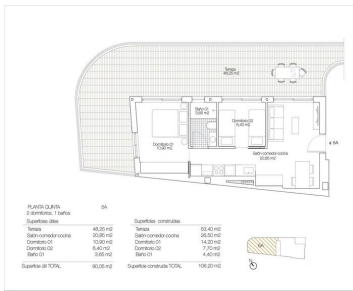 Terraza
48,25 m2
Baño 01
3,65 m2
Dormitorio 02
6,40 m2
Dormitorio 01
10,90 m2
Salón-comedor-cocina
20,85 m2
5A
PLANTA QUINTA 5A
2 dormitorios, 1 baños
Superficies útiles Superficies construidas
Terraza 48,25 m2 Terraza 53,40 m2
Salón-comedor-cocina 20,85 m2 Salón-comedor-cocina 26,50 m2
Dormitorio 01 10,90 m2 Dormitorio 01 14,20 m2
Dormitorio 02 6,40 m2 Dormitorio 02 7,70 m2
Baño 01 3,65 m2 Baño 01 4,40 m2
Superficie útil TOTAL 90,05 m2 Superficie construida TOTAL 106,20 m2
5A
N